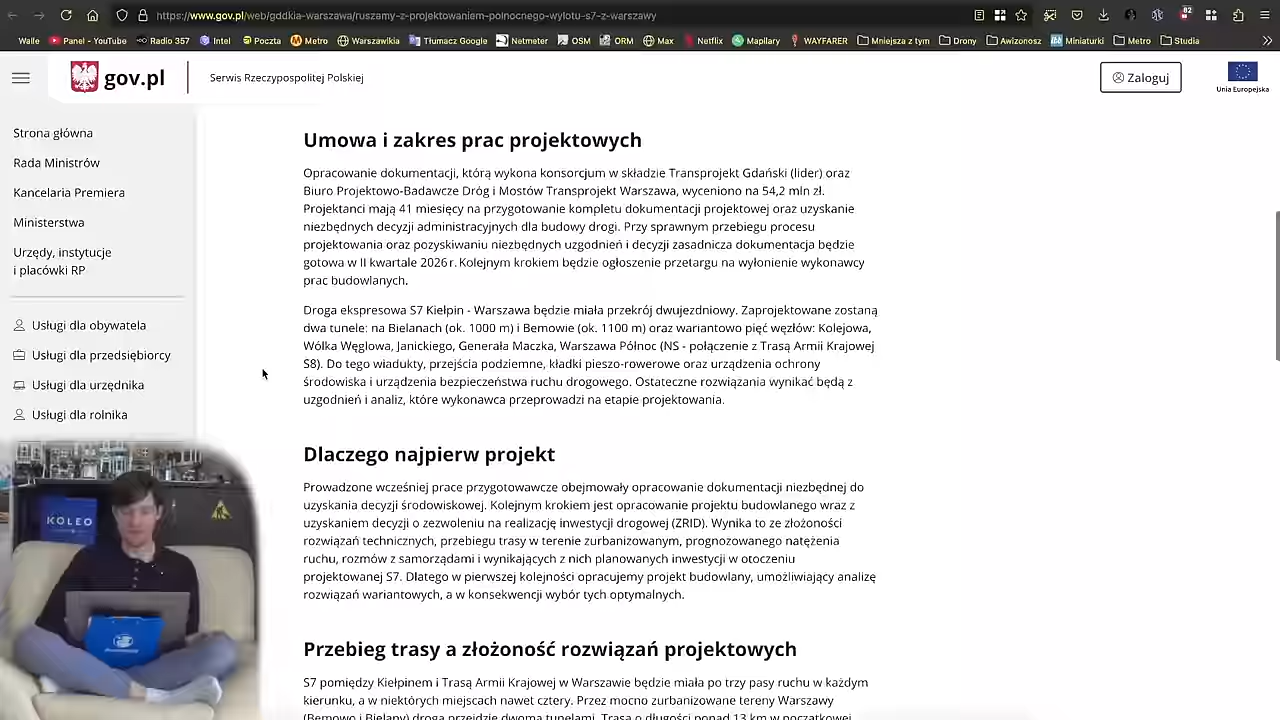 https://www.gov.pl/web/gddkia-warszawa/ruszamy-z-projektowaniem-polnocnego-wylotu-s7-z-warszawy
82
Walle Panel - YouTube Radio 357 Intel Poczta Metro Warszawikia Tłumacz Google Netmeter OSM ORM Max Netflix Mapilary WAYFARER Mniejsza z tym Drony Awizonosz Miniaturki Metro Studia
gov.pl
Serwis Rzeczypospolitej Polskiej
Zaloguj
Unia Europejska
Strona główna
Rada Ministrów
Kancelaria Premiera
Ministerstwa
Urzędy, instytucje
i placówki RP
Usługi dla obywatela
Usługi dla przedsiębiorcy
Usługi dla urzędnika
Usługi dla rolnika
Umowa i zakres prac projektowych
Opracowanie dokumentacji, którą wykona konsorcjum w składzie Transprojekt Gdański (lider) oraz
Biuro Projektowo-Badawcze Dróg i Mostów Transprojekt Warszawa, wyceniono na 54,2 mln zł.
Projektanci mają 41 miesięcy na przygotowanie kompletu dokumentacji projektowej oraz uzyskanie
niezbędnych decyzji administracyjnych dla budowy drogi. Przy sprawnym przebiegu procesu
projektowania oraz pozyskiwaniu niezbędnych uzgodnień i decyzji zasadnicza dokumentacja będzie
gotowa w II kwartale 2026 r. Kolejnym krokiem będzie ogłoszenie przetargu na wyłonienie wykonawcy
prac budowlanych.
Droga ekspresowa S7 Kiełpin - Warszawa będzie miała przekrój dwujezdniowy. Zaprojektowane zostaną
dwa tunele: na Bielanach (ok. 1000 m) i Bemowie (ok. 1100 m) oraz wariantowo pięć węzłów: Kolejowa,
Wólka Węglowa, Janickiego, Generała Maczka, Warszawa Północ (NS - połączenie z Trasą Armii Krajowej
S8). Do tego wiadukty, przejścia podziemne, kładki pieszo-rowerowe oraz urządzenia ochrony
środowiska i urządzenia bezpieczeństwa ruchu drogowego. Ostateczne rozwiązania wynikać będą z
uzgodnień i analiz, które wykonawca przeprowadzi na etapie projektowania.
Dlaczego najpierw projekt
Prowadzone wcześniej prace przygotowawcze obejmowały opracowanie dokumentacji niezbędnej do
uzyskania decyzji środowiskowej. Kolejnym krokiem jest opracowanie projektu budowlanego wraz z
uzyskaniem decyzji o zezwoleniu na realizację inwestycji drogowej (ZRID). Wynika to ze złożoności
rozwiązań technicznych, przebiegu trasy w terenie zurbanizowanym, prognozowanego natężenia
ruchu, rozmów z samorządami i wynikających z nich planowanych inwestycji w otoczeniu
projektowanej S7. Dlatego w pierwszej kolejności opracujemy projekt budowlany, umożliwiający analizę
rozwiązań wariantowych, a w konsekwencji wybór tych optymalnych.
Przebieg trasy a złożoność rozwiązań projektowych
S7 pomiędzy Kiełpinem i Trasą Armii Krajowej w Warszawie będzie miała po trzy pasy ruchu w każdym
kierunku, a w niektórych miejscach nawet cztery. Przez mocno zurbanizowane tereny Warszawy
(Bemowo i Bielany) droga przejdzie dwoma tunelami. Trasa o długości ponad 13 km w początkowej
KOLEO